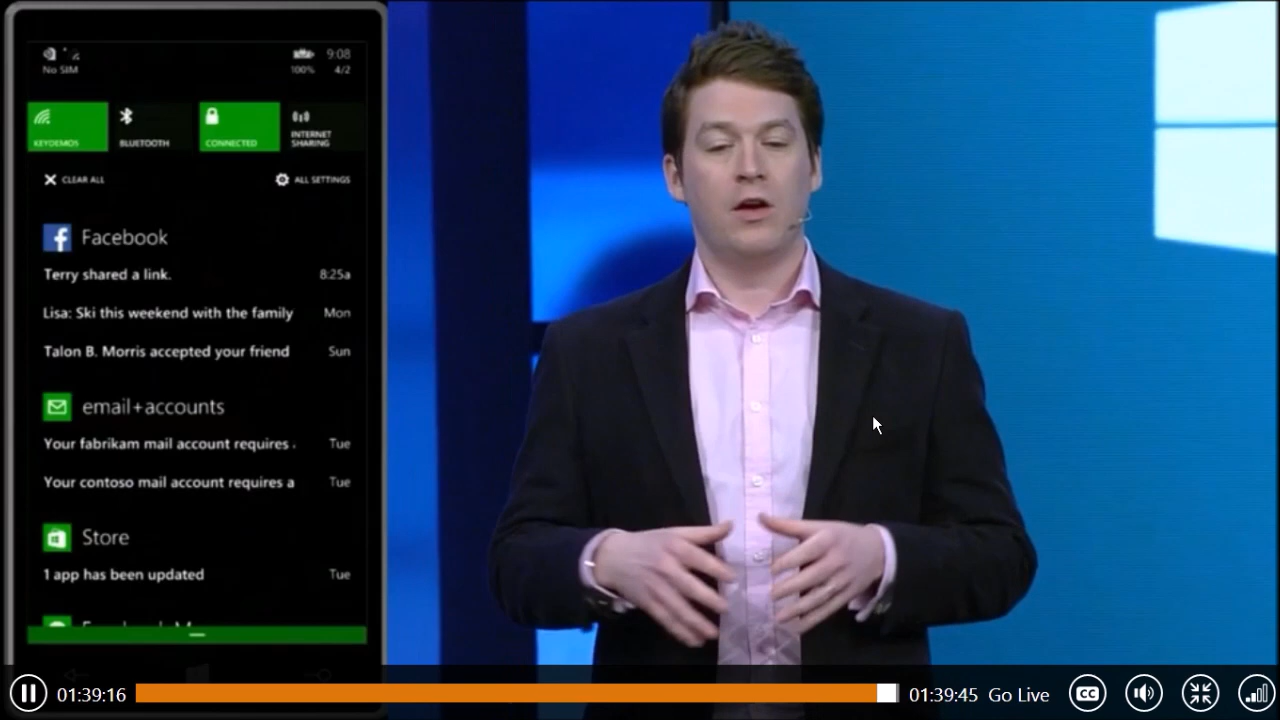 9:08
No SIM 100% 4/2
KEYDEMOS BLUETOOTH CONNECTED INTERNET SHARING
CLEAR ALL ALL SETTINGS
Facebook
Terry shared a link. 8:25a
Lisa: Ski this weekend with the family Mon
Talon B. Morris accepted your friend Sun
email+accounts
Your fabrikam mail account requires Tue
Your contoso mail account requires a Tue
Store
1 app has been updated Tue
01:39:16 01:39:45 Go Live CC